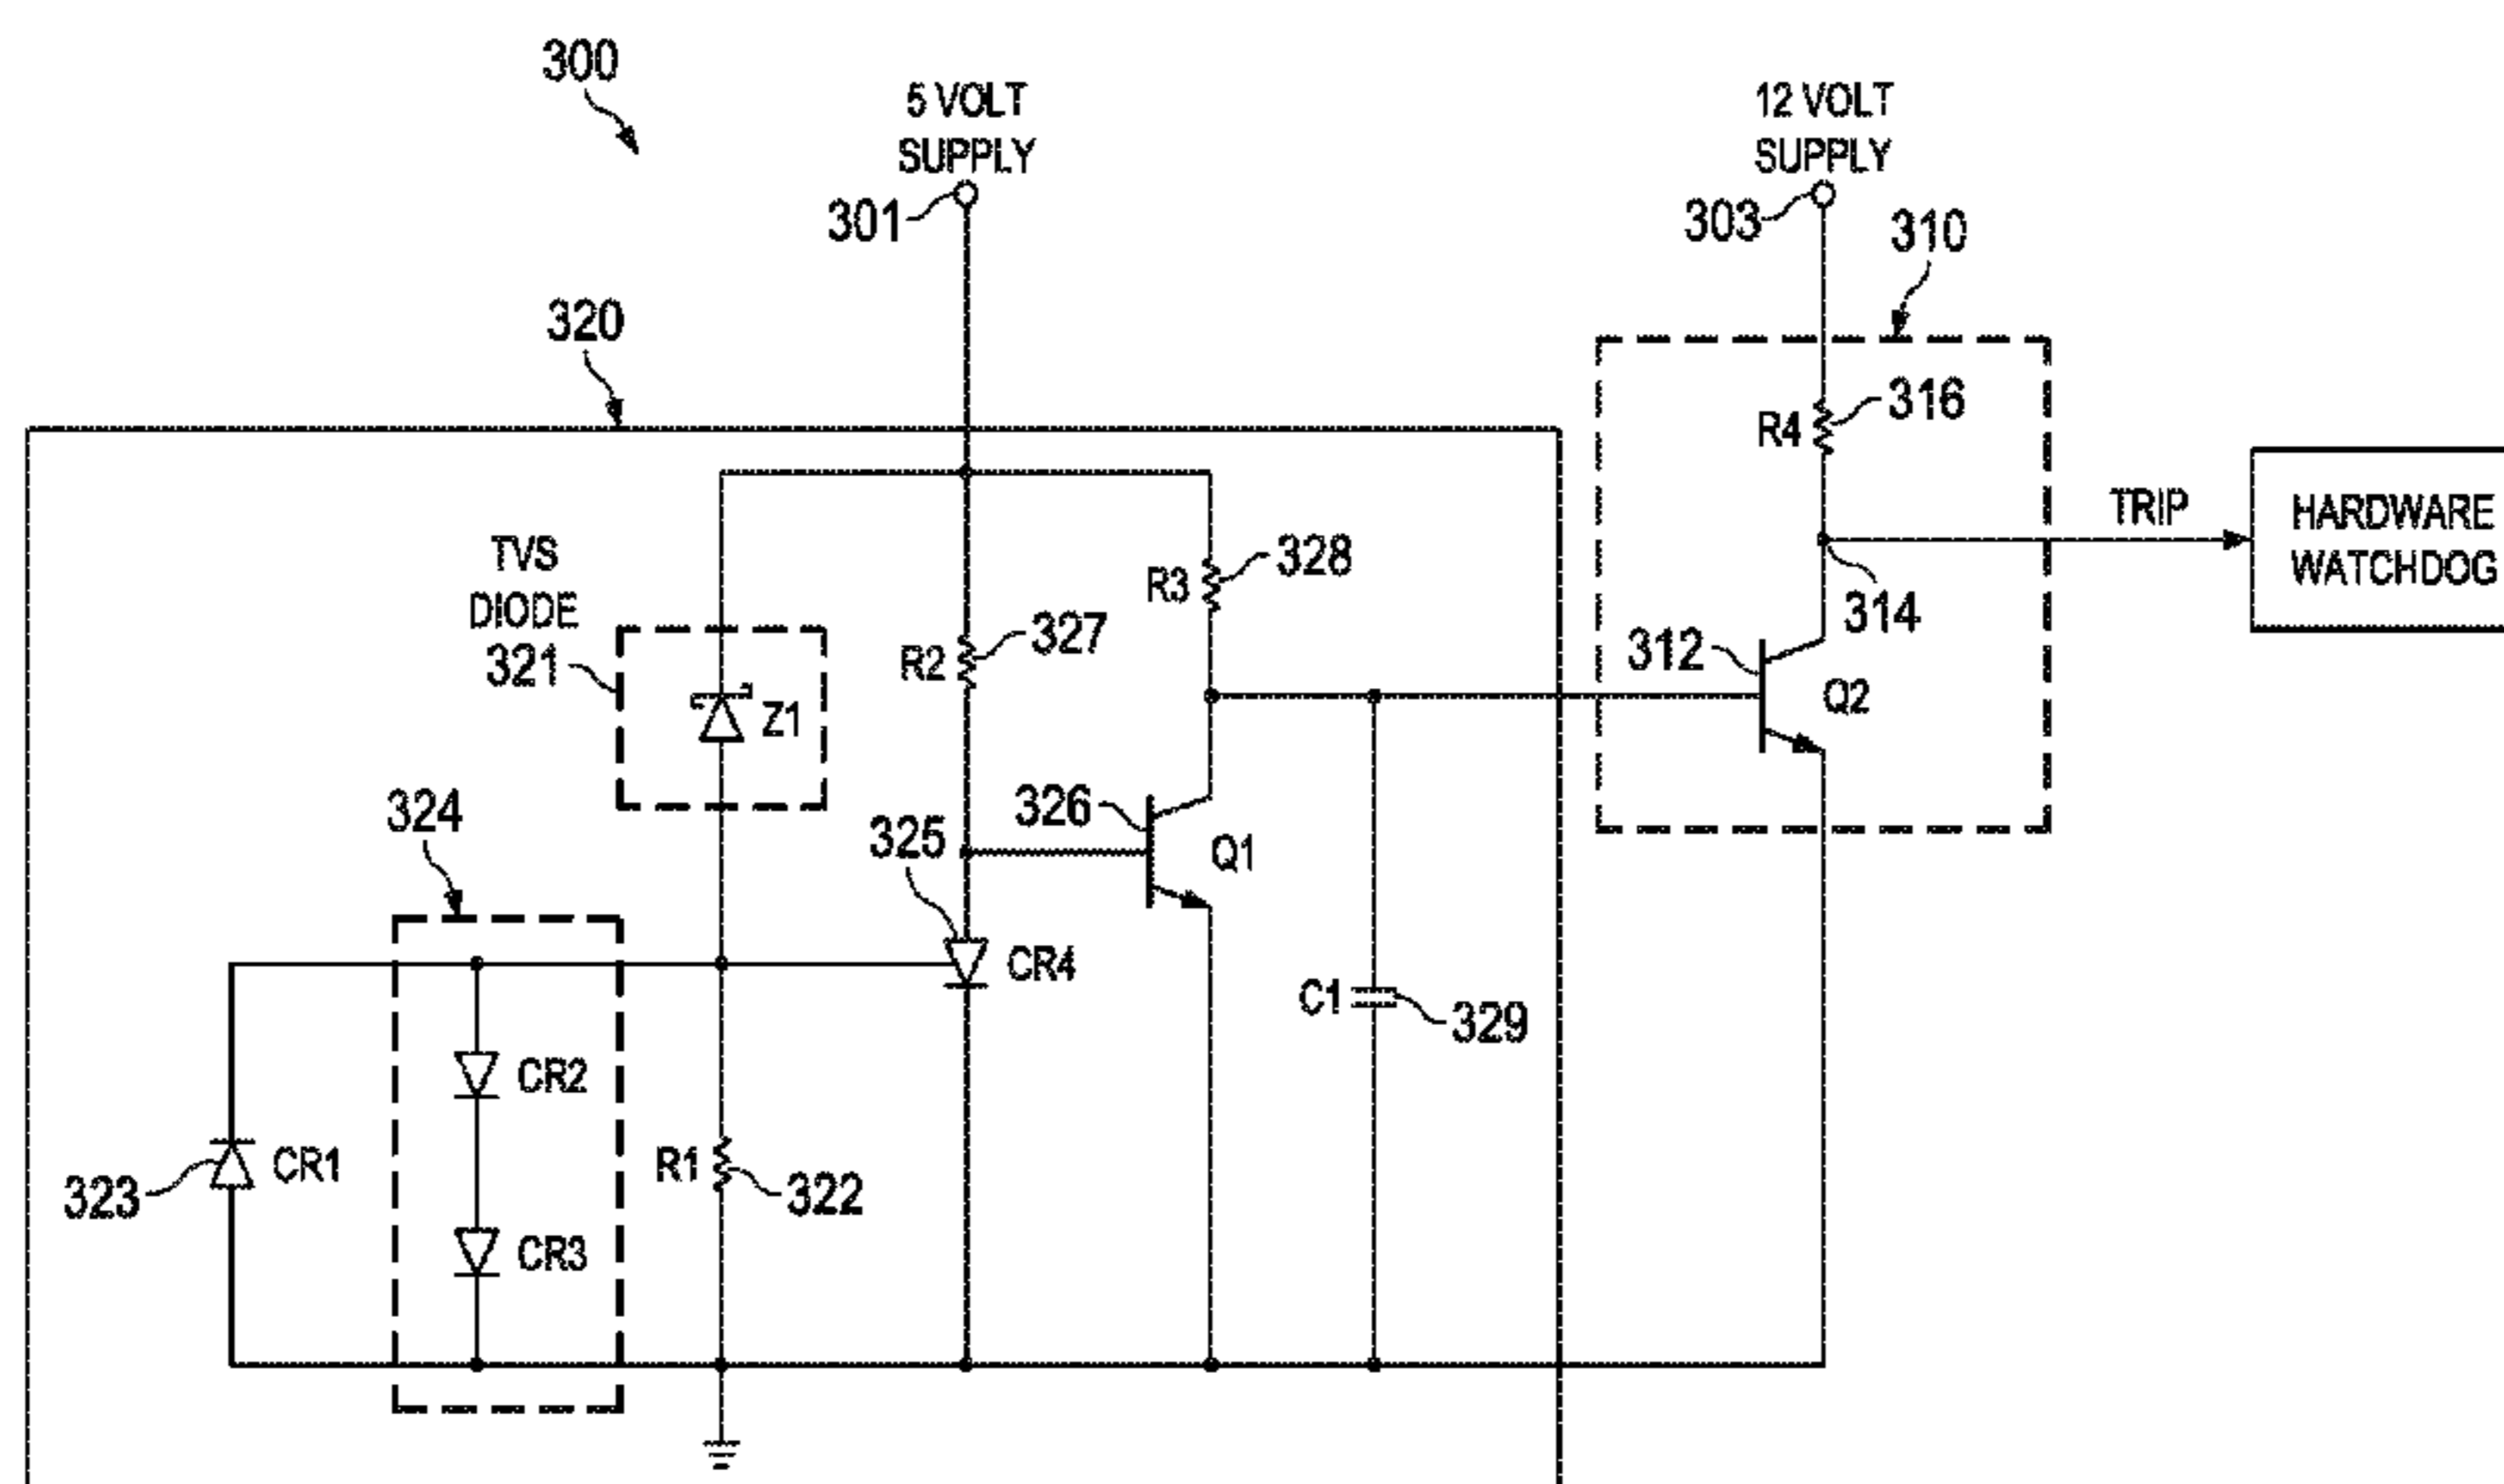 300
5 VOLT
SUPPLY
301
12 VOLT
SUPPLY
303
310
320
R4
316
TRIP
HARDWARE
WATCHDOG
314
TVS
DIODE
321
Z1
R2
327
R3
328
312
Q2
324
325
326
Q1
CR4
C1
329
CR2
323
CR1
R1
322
CR3